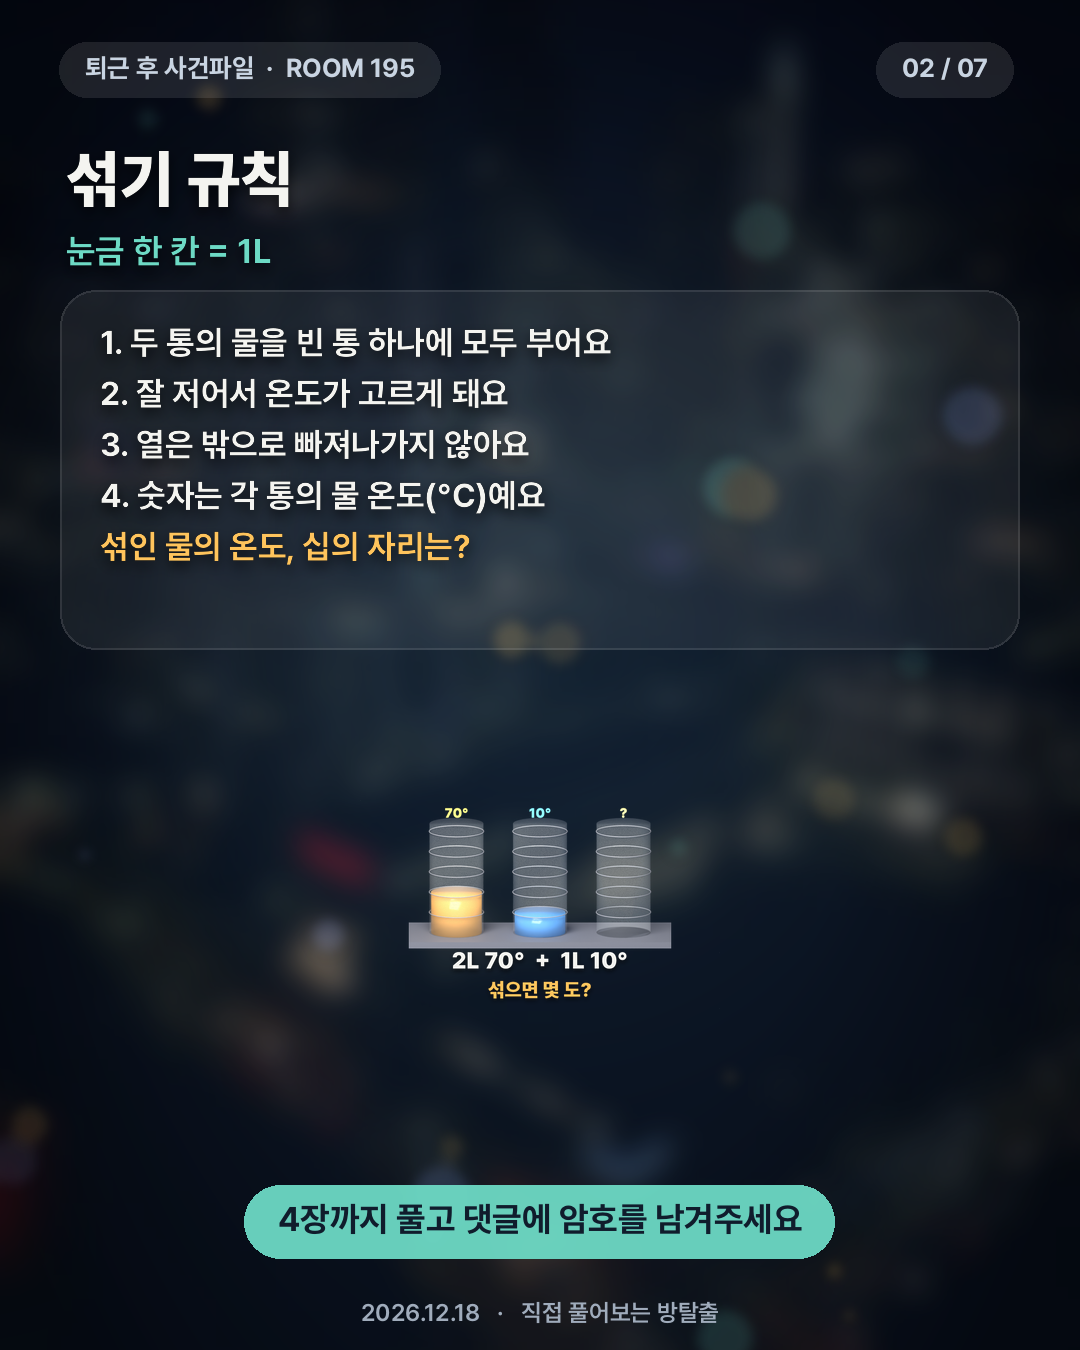 퇴근 후 사건파일 · ROOM 195
02 / 07
섞기 규칙
눈금 한 칸 = 1L
1. 두 통의 물을 빈 통 하나에 모두 부어요
2. 잘 저어서 온도가 고르게 돼요
3. 열은 밖으로 빠져나가지 않아요
4. 숫자는 각 통의 물 온도(°C)예요
섞인 물의 온도, 십의 자리는?
70° 10° ?
2L 70° + 1L 10°
섞으면 몇 도?
4장까지 풀고 댓글에 암호를 남겨주세요
2026.12.18 · 직접 풀어보는 방탈출